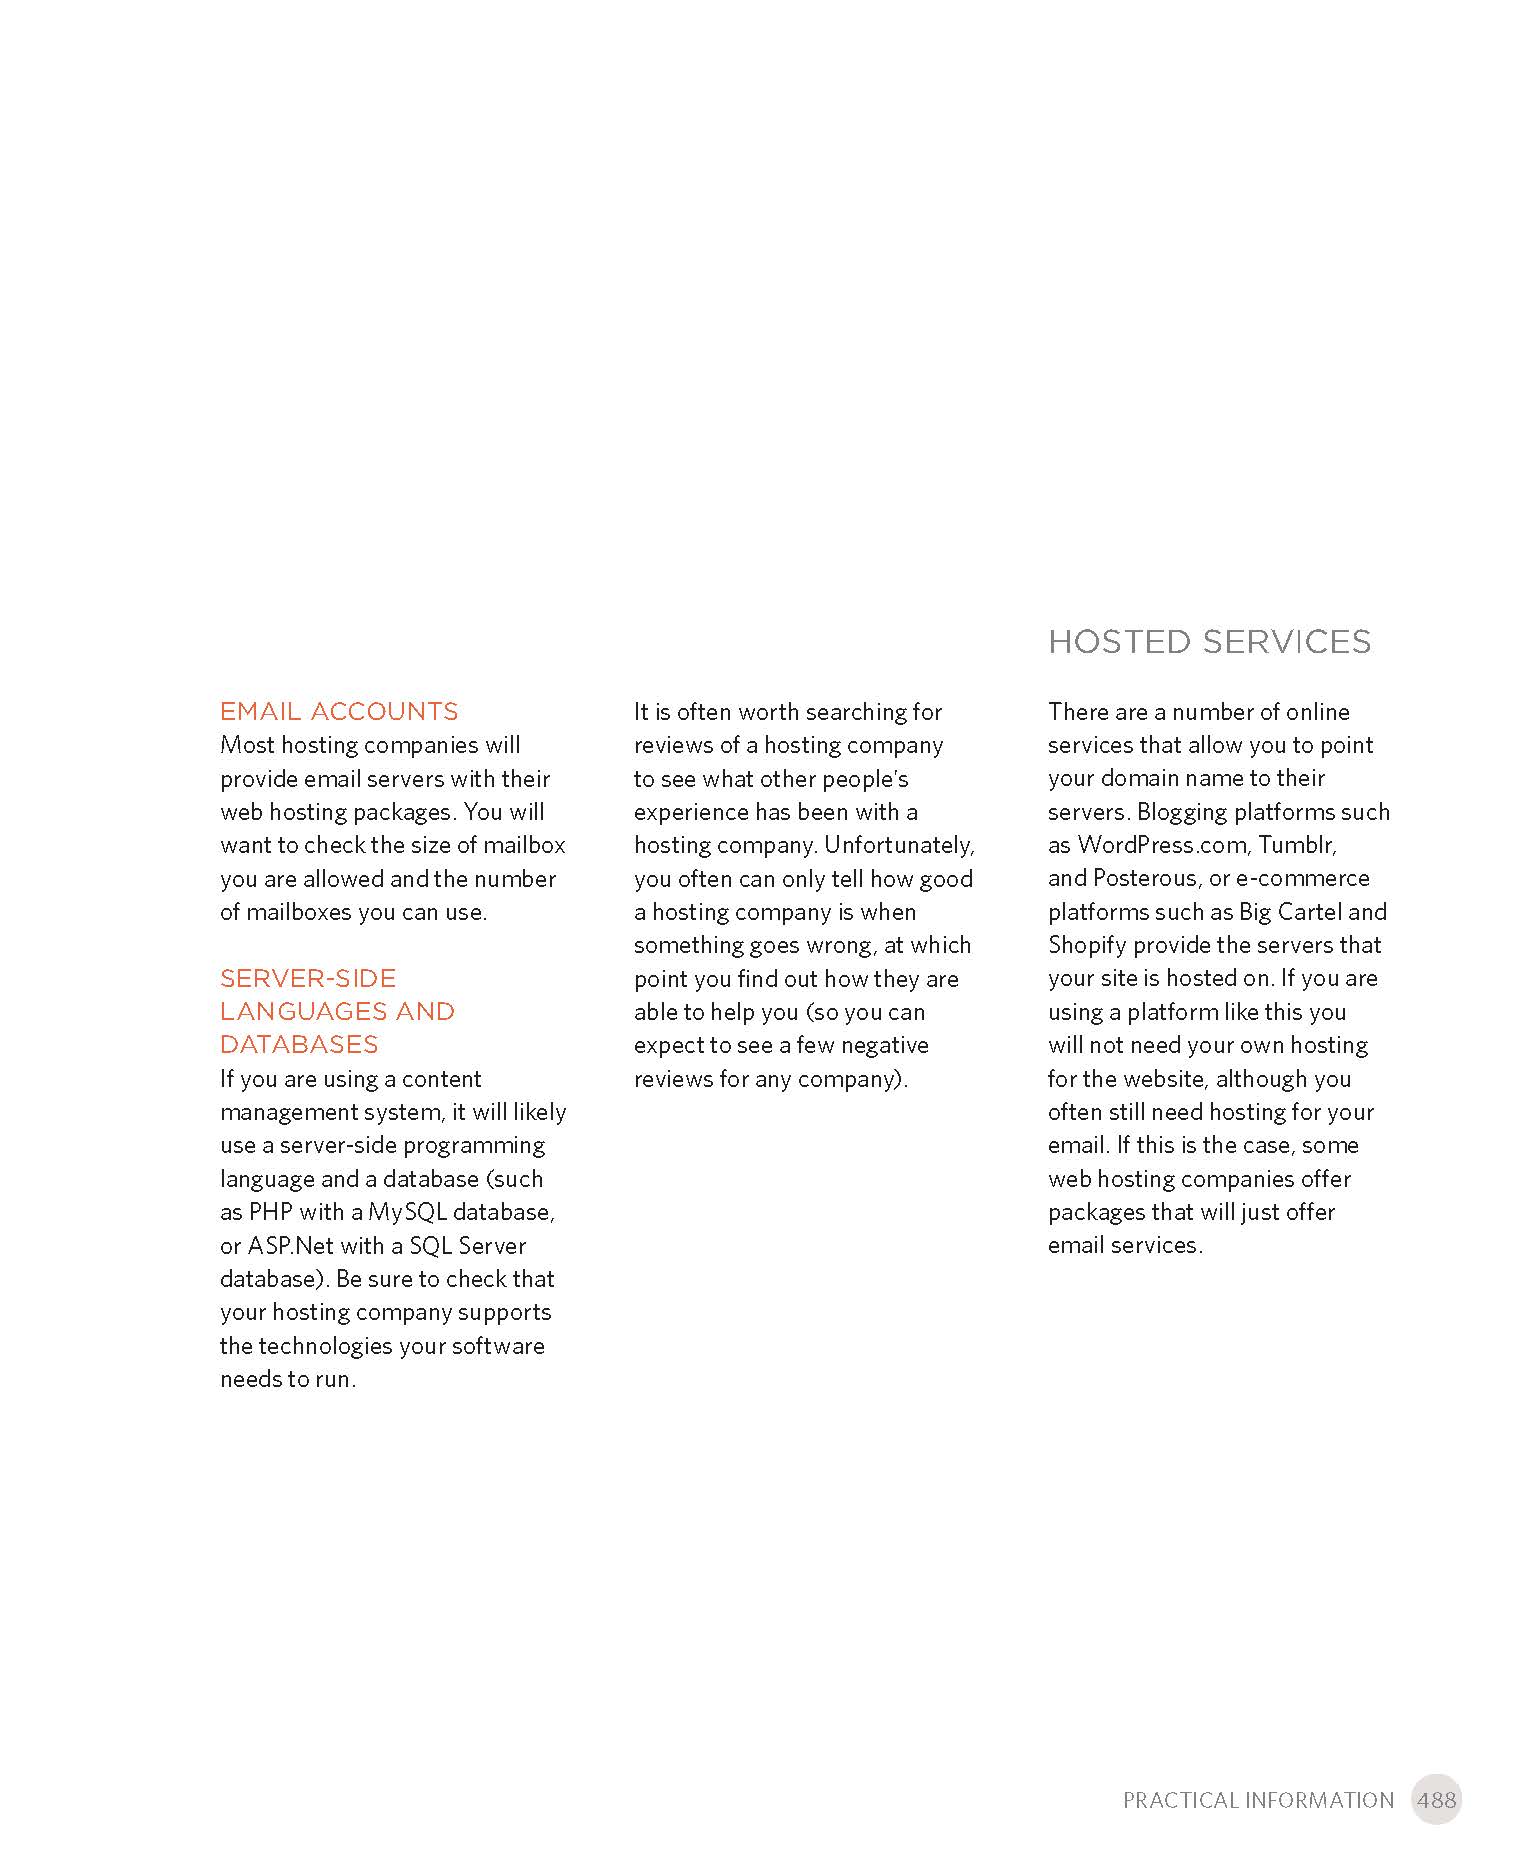 EMAIL ACCOUNTS
Most hosting companies will
provide email servers with their
web hosting packages. You will
want to check the size of mailbox
you are allowed and the number
of mailboxes you can use.
SERVER-SIDE
LANGUAGES AND
DATABASES
If you are using a content
management system, it will likely
use a server-side programming
language and a database (such
as PHP with a MySQL database,
or ASP.Net with a SQL Server
database). Be sure to check that
your hosting company supports
the technologies your software
needs to run.
It is often worth searching for
reviews of a hosting company
to see what other people's
experience has been with a
hosting company. Unfortunately,
you often can only tell how good
a hosting company is when
something goes wrong, at which
point you find out how they are
able to help you (so you can
expect to see a few negative
reviews for any company).
HOSTED SERVICES
There are a number of online
services that allow you to point
your domain name to their
servers. Blogging platforms such
as WordPress.com, Tumblr,
and Posterous, or e-commerce
platforms such as Big Cartel and
Shopify provide the servers that
your site is hosted on. If you are
using a platform like this you
will not need your own hosting
for the website, although you
often still need hosting for your
email. If this is the case, some
web hosting companies offer
packages that will just offer
email services.
PRACTICAL INFORMATION 488